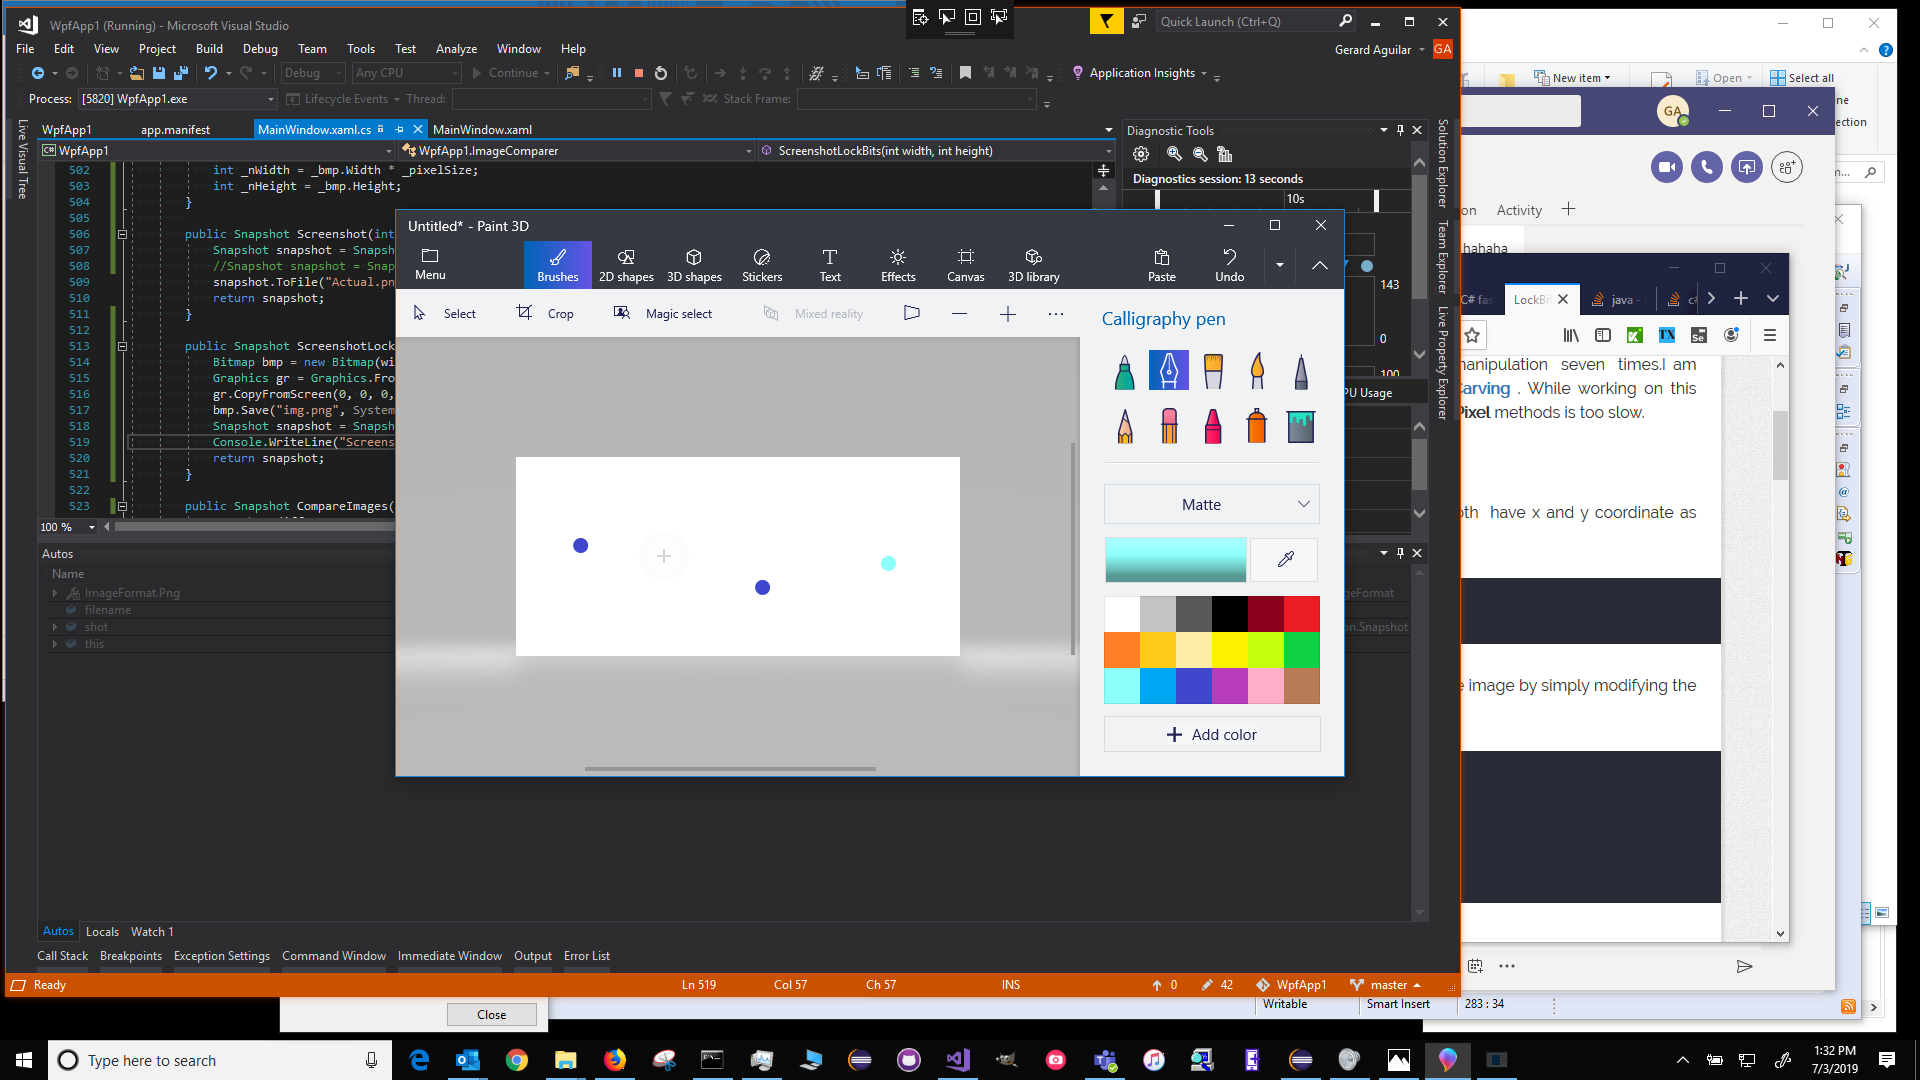 WpfApp1 (Running) - Microsoft Visual Studio
Quick Launch (Ctrl+Q)
File Edit View Project Build Debug Team Tools Test Analyze Window Help
Gerard Aguilar GA
Debug Any CPU Continue Application Insights
Process: [5820] WpfApp1.exe Lifecycle Events Thread: Stack Frame:
WpfApp1 app.manifest MainWindow.xaml.cs MainWindow.xaml
WpfApp1 WpfApp1.ImageComparer ScreenshotLockBits(int width, int height)
502 int _nWidth = _bmp.Width * _pixelSize;
503 int _nHeight = _bmp.Height;
504 }
505
506 public Snapshot Screenshot(int
507 Snapshot snapshot = Snapsh
508 //Snapshot snapshot = Snap
509 snapshot.ToFile("Actual.pn
510 return snapshot;
511 }
512
513 public Snapshot ScreenshotLock
514 Bitmap bmp = new Bitmap(wi
515 Graphics gr = Graphics.Fro
516 gr.CopyFromScreen(0, 0, 0,
517 bmp.Save("img.png", System
518 Snapshot snapshot = Snapsh
519 Console.WriteLine("Screens
520 return snapshot;
521 }
522
523 public Snapshot CompareImages(
100 %
Live Visual Tree
Diagnostic Tools
Diagnostics session: 13 seconds
10s
143
0
100
PU Usage
Solution Explorer
Team Explorer
Live Property Explorer
Untitled* - Paint 3D
Menu Brushes 2D shapes 3D shapes Stickers Text Effects Canvas 3D library Paste Undo
Select Crop Magic select Mixed reality
Calligraphy pen
Matte
Add color
Autos
Name
ImageFormat.Png
filename
shot
this
geFormat
on.Snapshot
Autos Locals Watch 1
Call Stack Breakpoints Exception Settings Command Window Immediate Window Output Error List
Ready Ln 519 Col 57 Ch 57 INS 0 42 WpfApp1 master
Close
Writable Smart Insert 283 : 34
New item Open Select all
ne
ection
m...
GA
on Activity
hahaha
C# fas LockBi java - c#
manipulation seven times.I am
Carving . While working on this
Pixel methods is too slow.
oth have x and y coordinate as
e image by simply modifying the
Type here to search
1:32 PM
7/3/2019